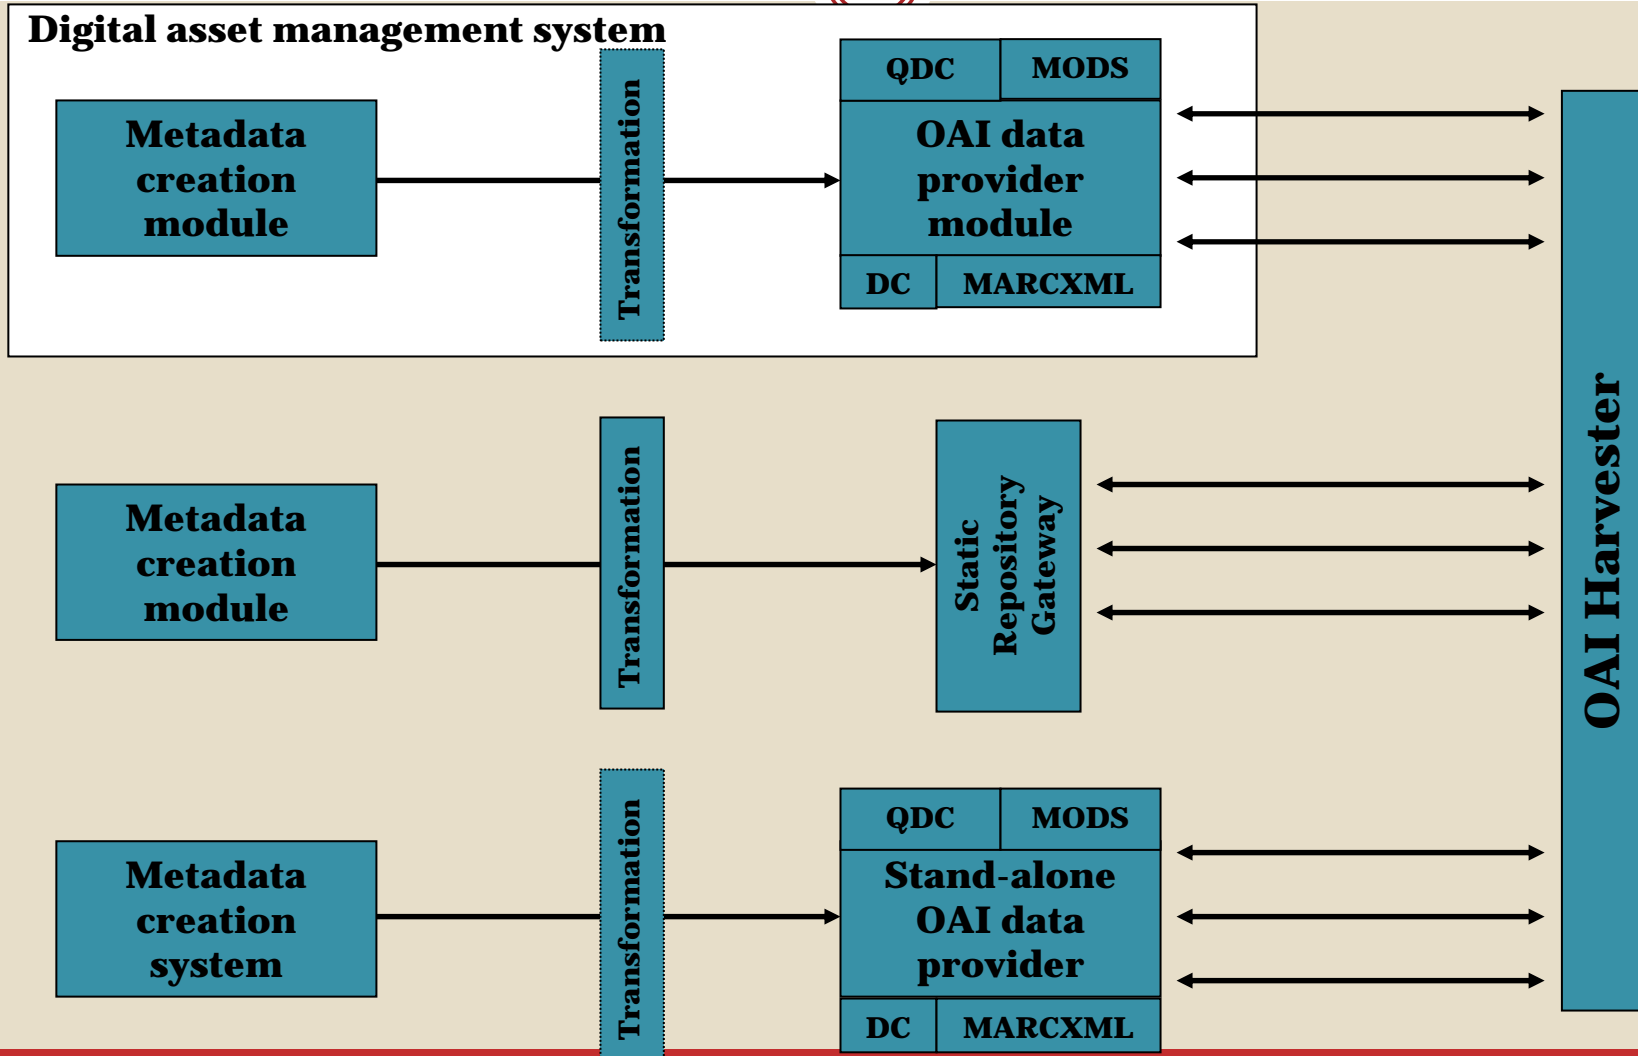 Digital asset management system
Metadata
creation
module
Transformation
QDC
MODS
OAI data
provider
module
DC
MARCXML
Metadata
creation
module
Transformation
Static
Repository
Gateway
OAI Harvester
Metadata
creation
system
Transformation
QDC
MODS
Stand-alone
OAI data
provider
DC
MARCXML